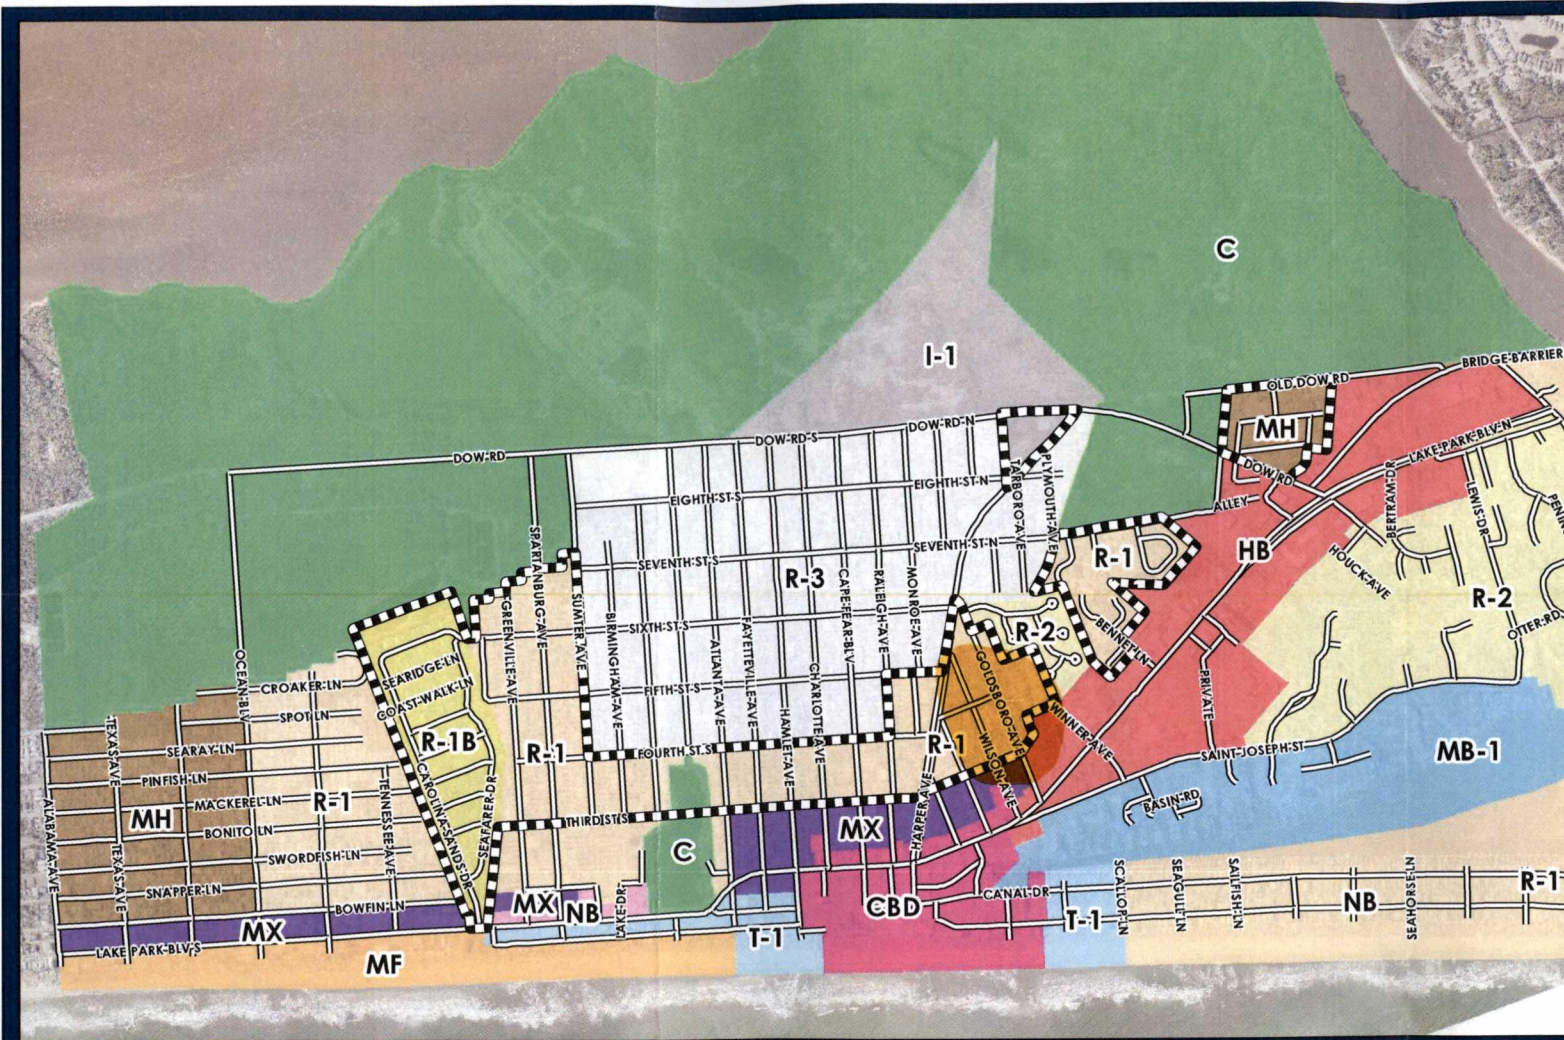 C
I-1
BRIDGE BARRIER
OLD DOW RD
MH
DOW RD N
DOW RD S
DOW RD
LAKE PARK BLV N
DOW RD
BERTRAM DR
LEWIS DR
EIGHTH ST N
EIGHTH ST S
TARBORO AVE
PLYMOUTH AVE
ALLEY
SPARTANBURG AVE
SEVENTH ST N
SEVENTH ST S
R-1
HB
HOUCK AVE
R-3
CAPE FEAR BLV
RALEIGH AVE
MONROE AVE
R-2
GREENVILLE AVE
SUMTER AVE
BIRMINGHAM AVE
SIXTH ST S
ATLANTA AVE
FAYETTEVILLE AVE
R-2
BENNET LN
OTTER RD
OCEAN BLV
SEARIDGE LN
GOLDSBORO AVE
CROAKER LN
COAST WALK LN
FIFTH ST S
CHARLOTTE AVE
PRIVATE
SPOT LN
HAMLET AVE
TEXAS AVE
SEARAY LN
R-1B
R-1
FOURTH ST S
R-1
WILSON AVE
WINNER AVE
SAINT JOSEPH ST
MB-1
PINFISH LN
TENNESSEE AVE
CAROLINA SANDS DR
SEAFARER DR
ALABAMA AVE
MACKEREL LN
R-1
BASIN RD
MH
BONITO LN
THIRD ST S
MX
HARPER AVE
TEXAS AVE
SWORDFISH LN
C
SCALLOP LN
SEAGULL LN
SAILFISH LN
SEAHORSE LN
SNAPPER LN
CANAL DR
R-1
BOWFIN LN
MX
NB
LAKE DR
CBD
T-1
NB
MX
T-1
LAKE PARK BLV S
MF